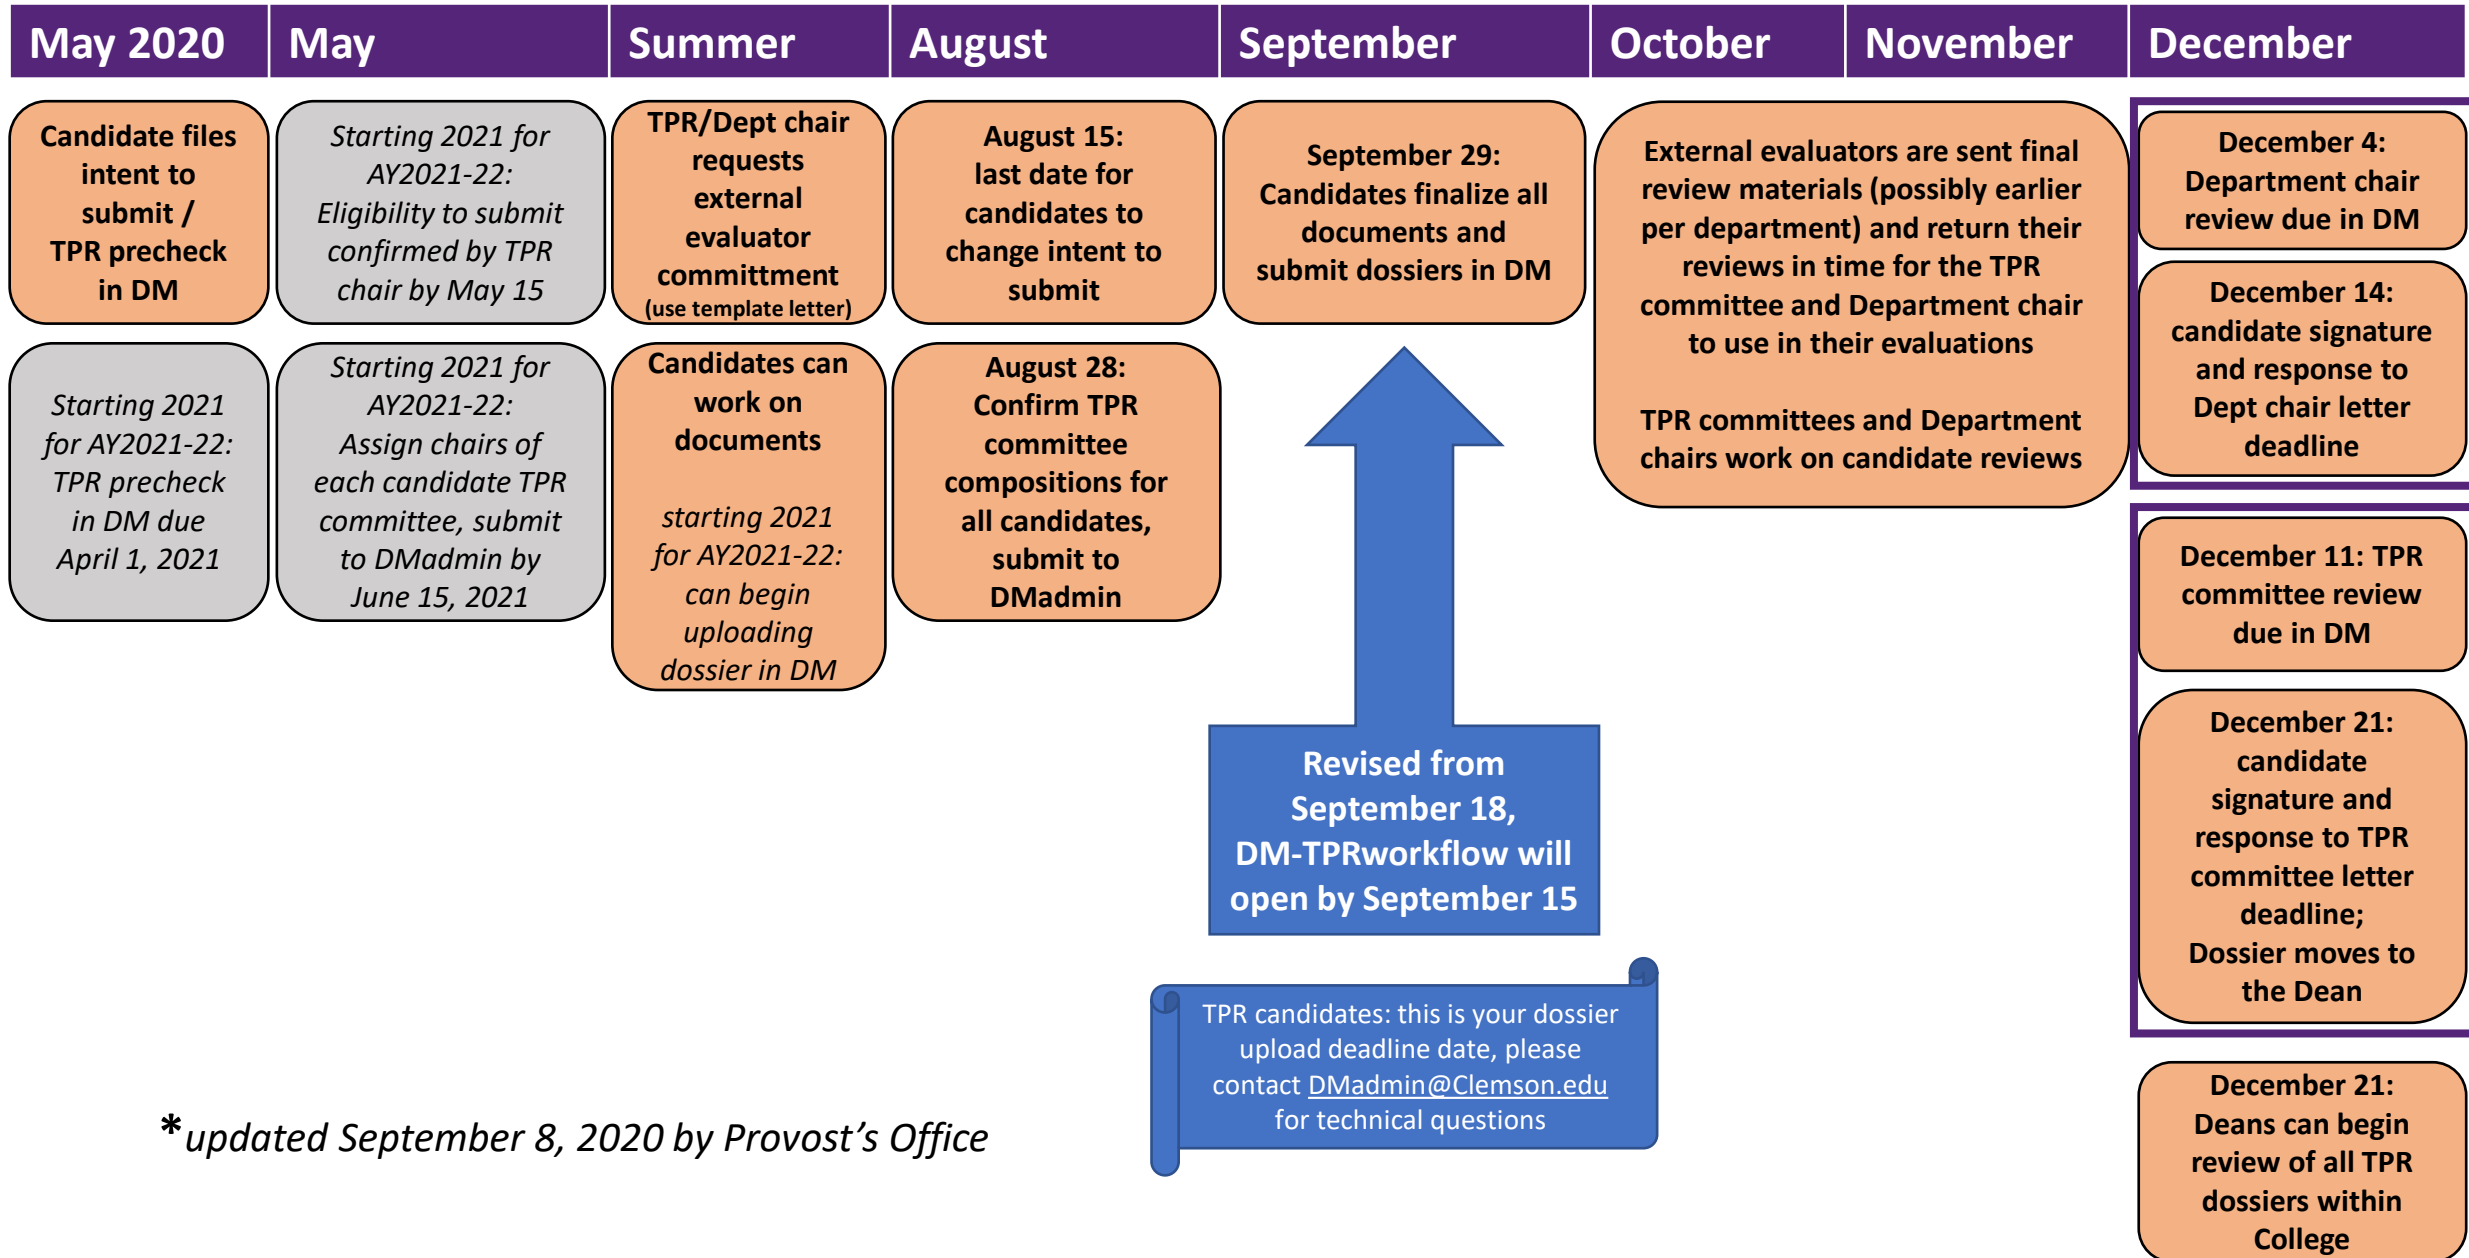 May 2020
May
Summer
August
September
October
November
December
Candidate files
intent to
submit /
TPR precheck
in DM
Starting 2021
for AY2021-22:
TPR precheck
in DM due
April 1, 2021
Starting 2021 for
AY2021-22:
Eligibility to submit
confirmed by TPR
chair by May 15
Starting 2021 for
AY2021-22:
Assign chairs of
each candidate TPR
committee, submit
to DMadmin by
June 15, 2021
TPR/Dept chair
requests
external
evaluator
committment
(use template letter)
Candidates can
work on
documents
starting 2021
for AY2021-22:
can begin
uploading
dossier in DM
August 15:
last date for
candidates to
change intent to
submit
August 28:
Confirm TPR
committee
compositions for
all candidates,
submit to
DMadmin
September 29:
Candidates finalize all
documents and
submit dossiers in DM
Revised from
September 18,
DM-TPRworkflow will
open by September 15
TPR candidates: this is your dossier
upload deadline date, please
contact DMadmin@Clemson.edu
for technical questions
External evaluators are sent final
review materials (possibly earlier
per department) and return their
reviews in time for the TPR
committee and Department chair
to use in their evaluations
TPR committees and Department
chairs work on candidate reviews
December 4:
Department chair
review due in DM
December 14:
candidate signature
and response to
Dept chair letter
deadline
December 11: TPR
committee review
due in DM
December 21:
candidate
signature and
response to TPR
committee letter
deadline;
Dossier moves to
the Dean
December 21:
Deans can begin
review of all TPR
dossiers within
College
*updated September 8, 2020 by Provost’s Office